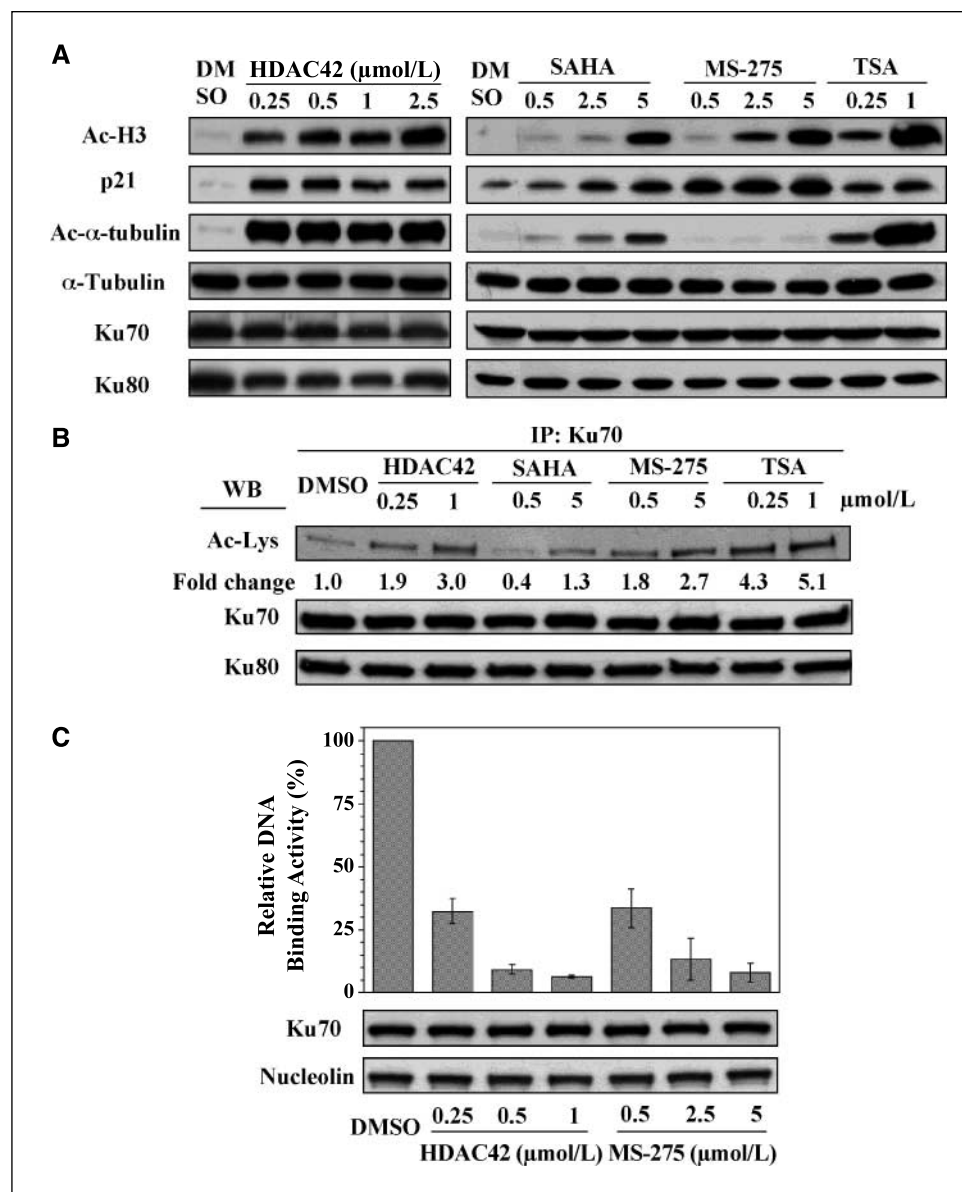 A
DM SO HDAC42 (μmol/L) DM SO SAHA MS-275 TSA
0.25 0.5 1 2.5 0.5 2.5 5 0.5 2.5 5 0.25 1
Ac-H3
p21
Ac-α-tubulin
α-Tubulin
Ku70
Ku80
B
IP: Ku70
WB DMSO HDAC42 SAHA MS-275 TSA
0.25 1 0.5 5 0.5 5 0.25 1 μmol/L
Ac-Lys
Fold change 1.0 1.9 3.0 0.4 1.3 1.8 2.7 4.3 5.1
Ku70
Ku80
C
Relative DNA
Binding Activity (%)
100
75
50
25
0
Ku70
Nucleolin
DMSO 0.25 0.5 1 0.5 2.5 5
HDAC42 (μmol/L) MS-275 (μmol/L)